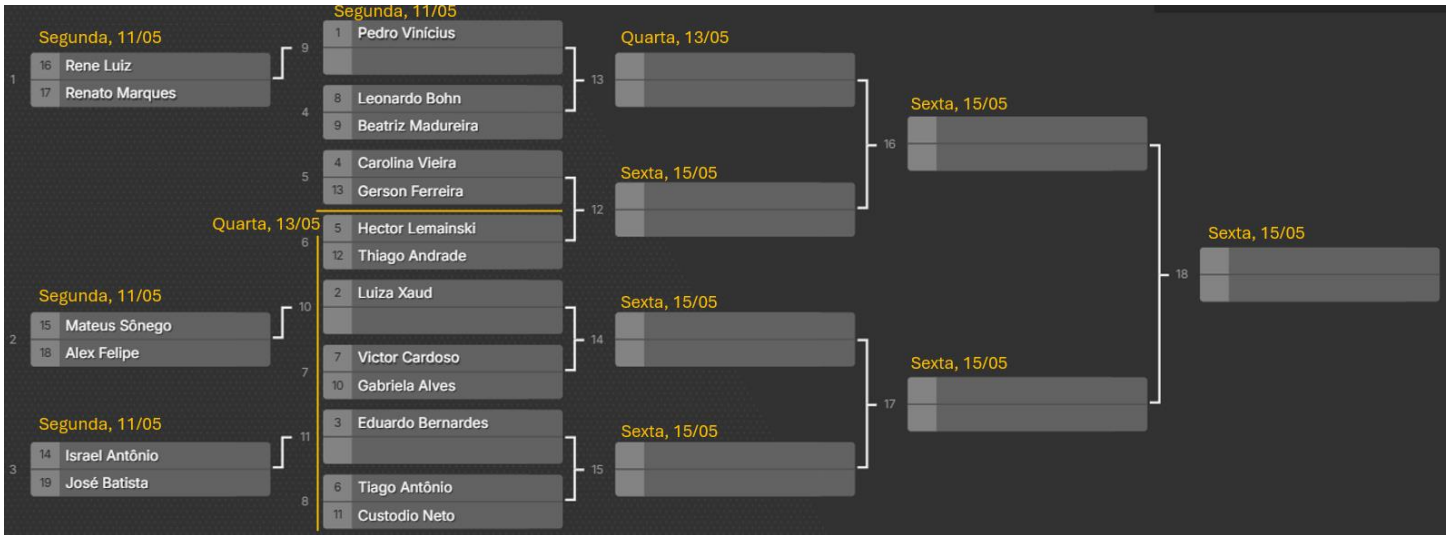 Segunda, 11/05
1
16 Rene Luiz
17 Renato Marques
Segunda, 11/05
2
15 Mateus Sônego
18 Alex Felipe
Segunda, 11/05
3
14 Israel Antônio
19 José Batista
Segunda, 11/05
9
1 Pedro Vinícius
4
8 Leonardo Bohn
9 Beatriz Madureira
5
4 Carolina Vieira
13 Gerson Ferreira
Quarta, 13/05
6
5 Hector Lemainski
12 Thiago Andrade
10
2 Luiza Xaud
7
7 Victor Cardoso
10 Gabriela Alves
11
3 Eduardo Bernardes
8
6 Tiago Antônio
11 Custodio Neto
Quarta, 13/05
13
Sexta, 15/05
12
Sexta, 15/05
14
Sexta, 15/05
15
Sexta, 15/05
16
Sexta, 15/05
17
Sexta, 15/05
18